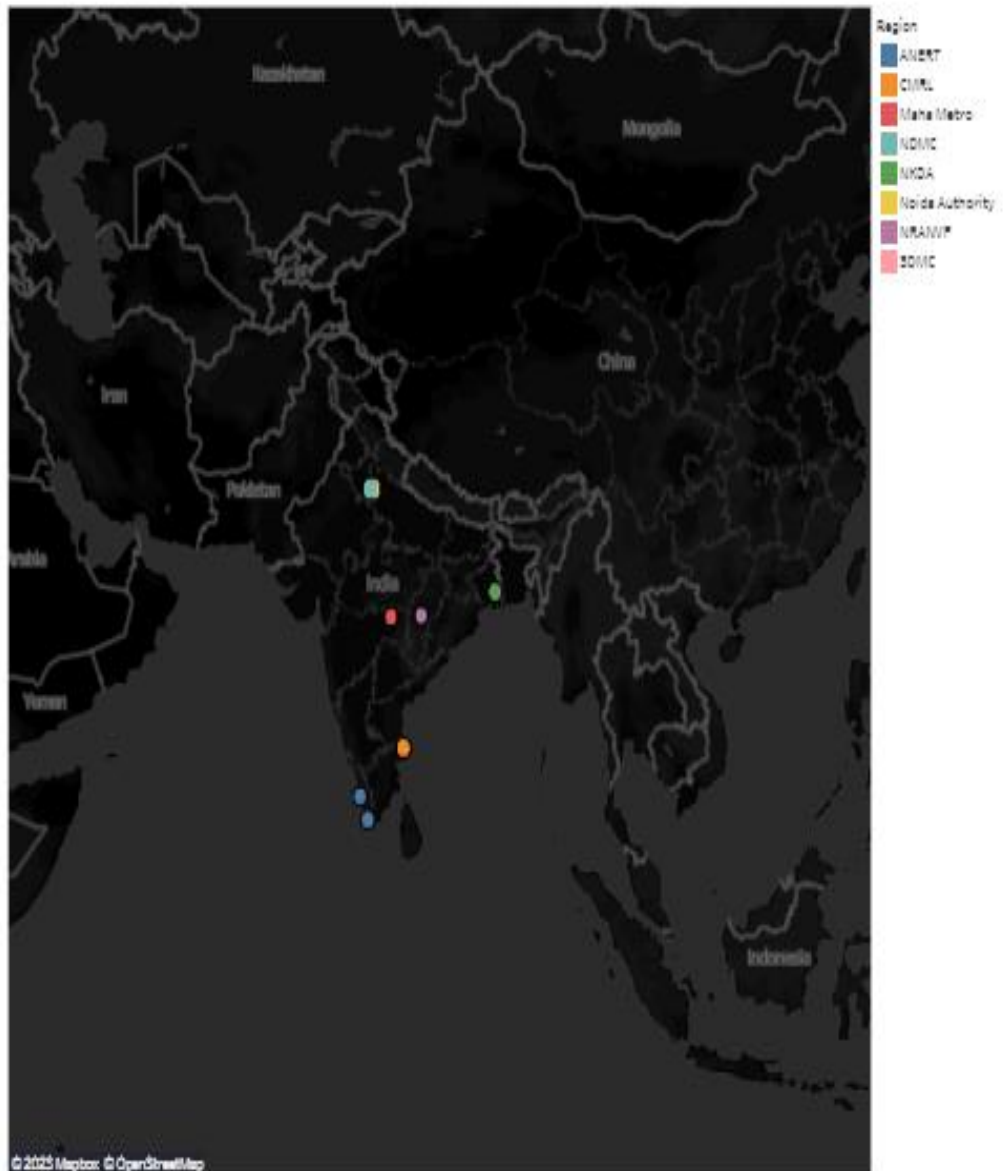 Region
ANERT
CMRL
Maha Metro
NDMC
NKDA
Noida Authority
NRANVP
SDMC
Kazakhstan
Mongolia
China
Iran
Pakistan
India
Yemen
Indonesia
© 2023 Mapbox © OpenStreetMap